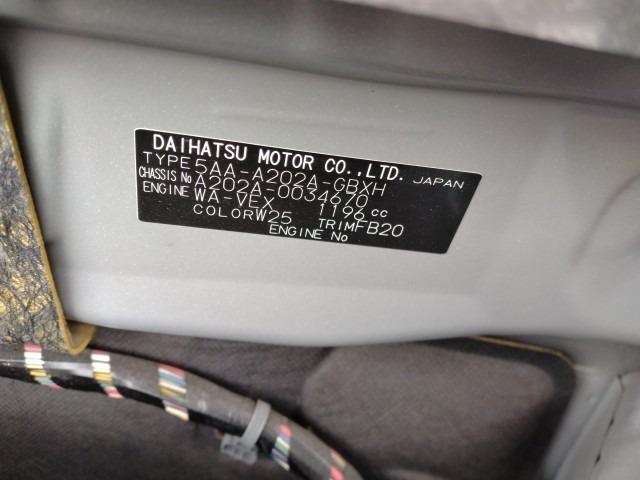 DAIHATSU MOTOR CO.,LTD. JAPAN
TYPE 5AA-A202A-GBXH
CHASSIS No A202A-0034670
ENGINE WA-VEX 1196 cc
COLOR W25 TRIM FB20
ENGINE No